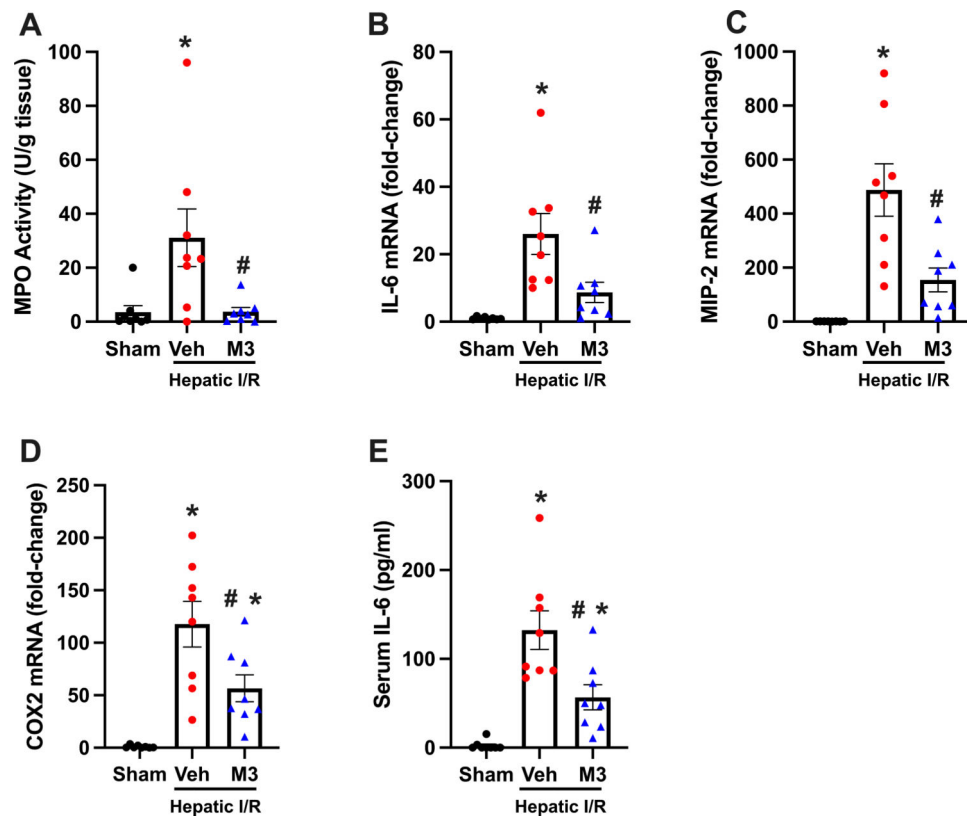 A
MPO Activity (U/g tissue)
100
80
60
40
20
0
*
#
Sham Veh M3
Hepatic I/R
B
IL-6 mRNA (fold-change)
80
60
40
20
0
*
#
Sham Veh M3
Hepatic I/R
C
MIP-2 mRNA (fold-change)
1000
800
600
400
200
0
*
#
Sham Veh M3
Hepatic I/R
D
COX2 mRNA (fold-change)
250
200
150
100
50
0
*
# *
Sham Veh M3
Hepatic I/R
E
Serum IL-6 (pg/ml)
300
200
100
0
*
# *
Sham Veh M3
Hepatic I/R